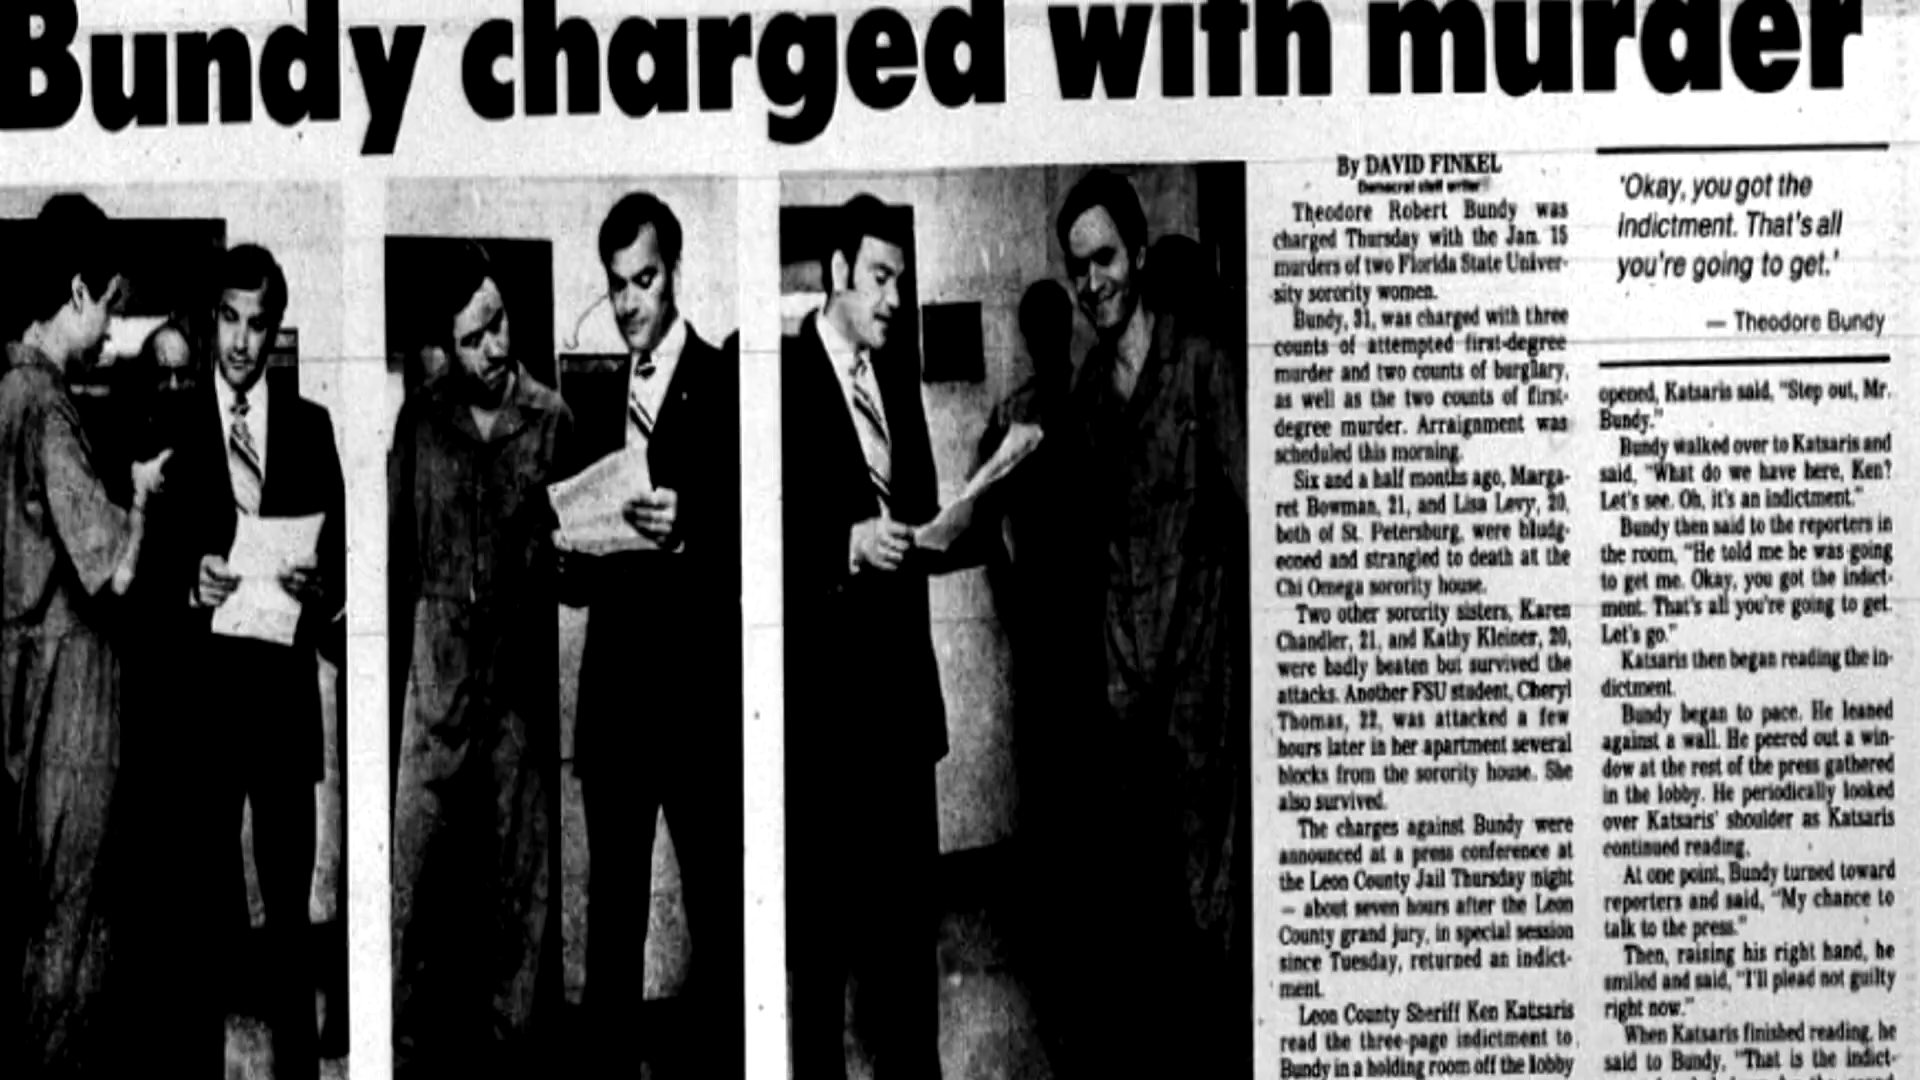 Bundy charged with murder
By DAVID FINKEL
Democrat staff writer
Theodore Robert Bundy was
charged Thursday with the Jan. 15
murders of two Florida State Univer-
sity sorority women.
Bundy, 31, was charged with three
counts of attempted first-degree
murder and two counts of burglary,
as well as the two counts of first-
degree murder. Arraignment was
scheduled this morning.
Six and a half months ago, Marga-
ret Bowman, 21, and Lisa Levy, 20,
both of St. Petersburg, were bludg-
eoned and strangled to death at the
Chi Omega sorority house.
Two other sorority sisters, Karen
Chandler, 21, and Kathy Kleiner, 20,
were badly beaten but survived the
attacks. Another FSU student, Cheryl
Thomas, 22, was attacked a few
hours later in her apartment several
blocks from the sorority house. She
also survived.
The charges against Bundy were
announced at a press conference at
the Leon County Jail Thursday night
— about seven hours after the Leon
County grand jury, in special session
since Tuesday, returned an indict-
ment.
Leon County Sheriff Ken Katsaris
read the three-page indictment to
Bundy in a holding room off the lobby
'Okay, you got the
indictment. That's all
you're going to get.'
— Theodore Bundy
opened, Katsaris said, "Step out, Mr.
Bundy."
Bundy walked over to Katsaris and
said, "What do we have here, Ken?
Let's see. Oh, it's an indictment."
Bundy then said to the reporters in
the room, "He told me he was going
to get me. Okay, you got the indict-
ment. That's all you're going to get.
Let's go."
Katsaris then began reading the in-
dictment.
Bundy began to pace. He leaned
against a wall. He peered out a win-
dow at the rest of the press gathered
in the lobby. He periodically looked
over Katsaris' shoulder as Katsaris
continued reading.
At one point, Bundy turned toward
reporters and said, "My chance to
talk to the press."
Then, raising his right hand, he
smiled and said, "I'll plead not guilty
right now."
When Katsaris finished reading, he
said to Bundy, "That is the indict-